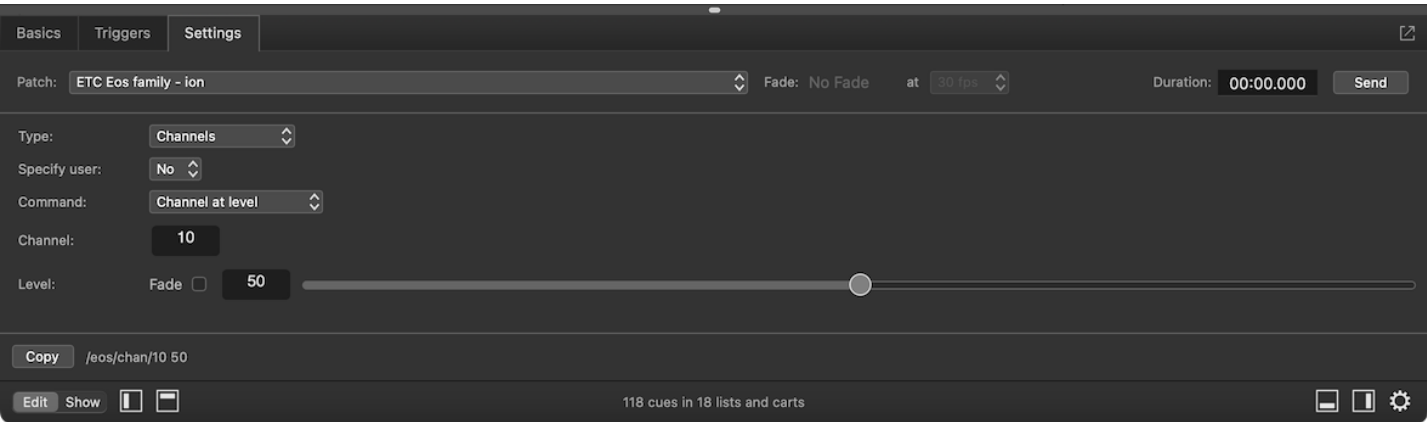 Basics Triggers Settings
Patch: ETC Eos family - ion Fade: No Fade at 30 fps Duration: 00:00.000 Send
Type: Channels
Specify user: No
Command: Channel at level
Channel: 10
Level: Fade 50
Copy /eos/chan/10 50
Edit Show 118 cues in 18 lists and carts